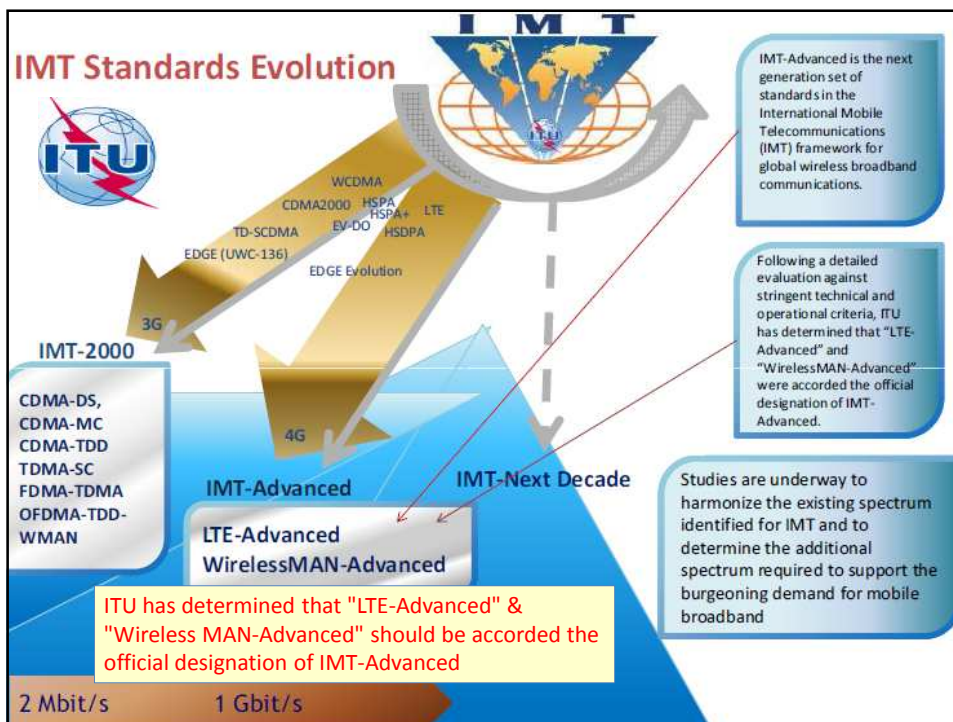 I M T
IMT Standards Evolution
ITU
WCDMA
CDMA2000 HSPA
HSPA+ LTE
TD-SCDMA EV-DO HSDPA
EDGE (UWC-136)
EDGE Evolution
3G
IMT-2000
CDMA-DS,
CDMA-MC
CDMA-TDD
TDMA-SC
FDMA-TDMA
OFDMA-TDD-
WMAN
4G
IMT-Advanced
LTE-Advanced
WirelessMAN-Advanced
IMT-Next Decade
IMT-Advanced is the next
generation set of
standards in the
International Mobile
Telecommunications
(IMT) framework for
global wireless broadband
communications.
Following a detailed
evaluation against
stringent technical and
operational criteria, ITU
has determined that “LTE-
Advanced” and
“WirelessMAN-Advanced”
were accorded the official
designation of IMT-
Advanced.
Studies are underway to
harmonize the existing spectrum
identified for IMT and to
determine the additional
spectrum required to support the
burgeoning demand for mobile
broadband
ITU has determined that "LTE-Advanced" &
"Wireless MAN-Advanced" should be accorded the
official designation of IMT-Advanced
2 Mbit/s 1 Gbit/s